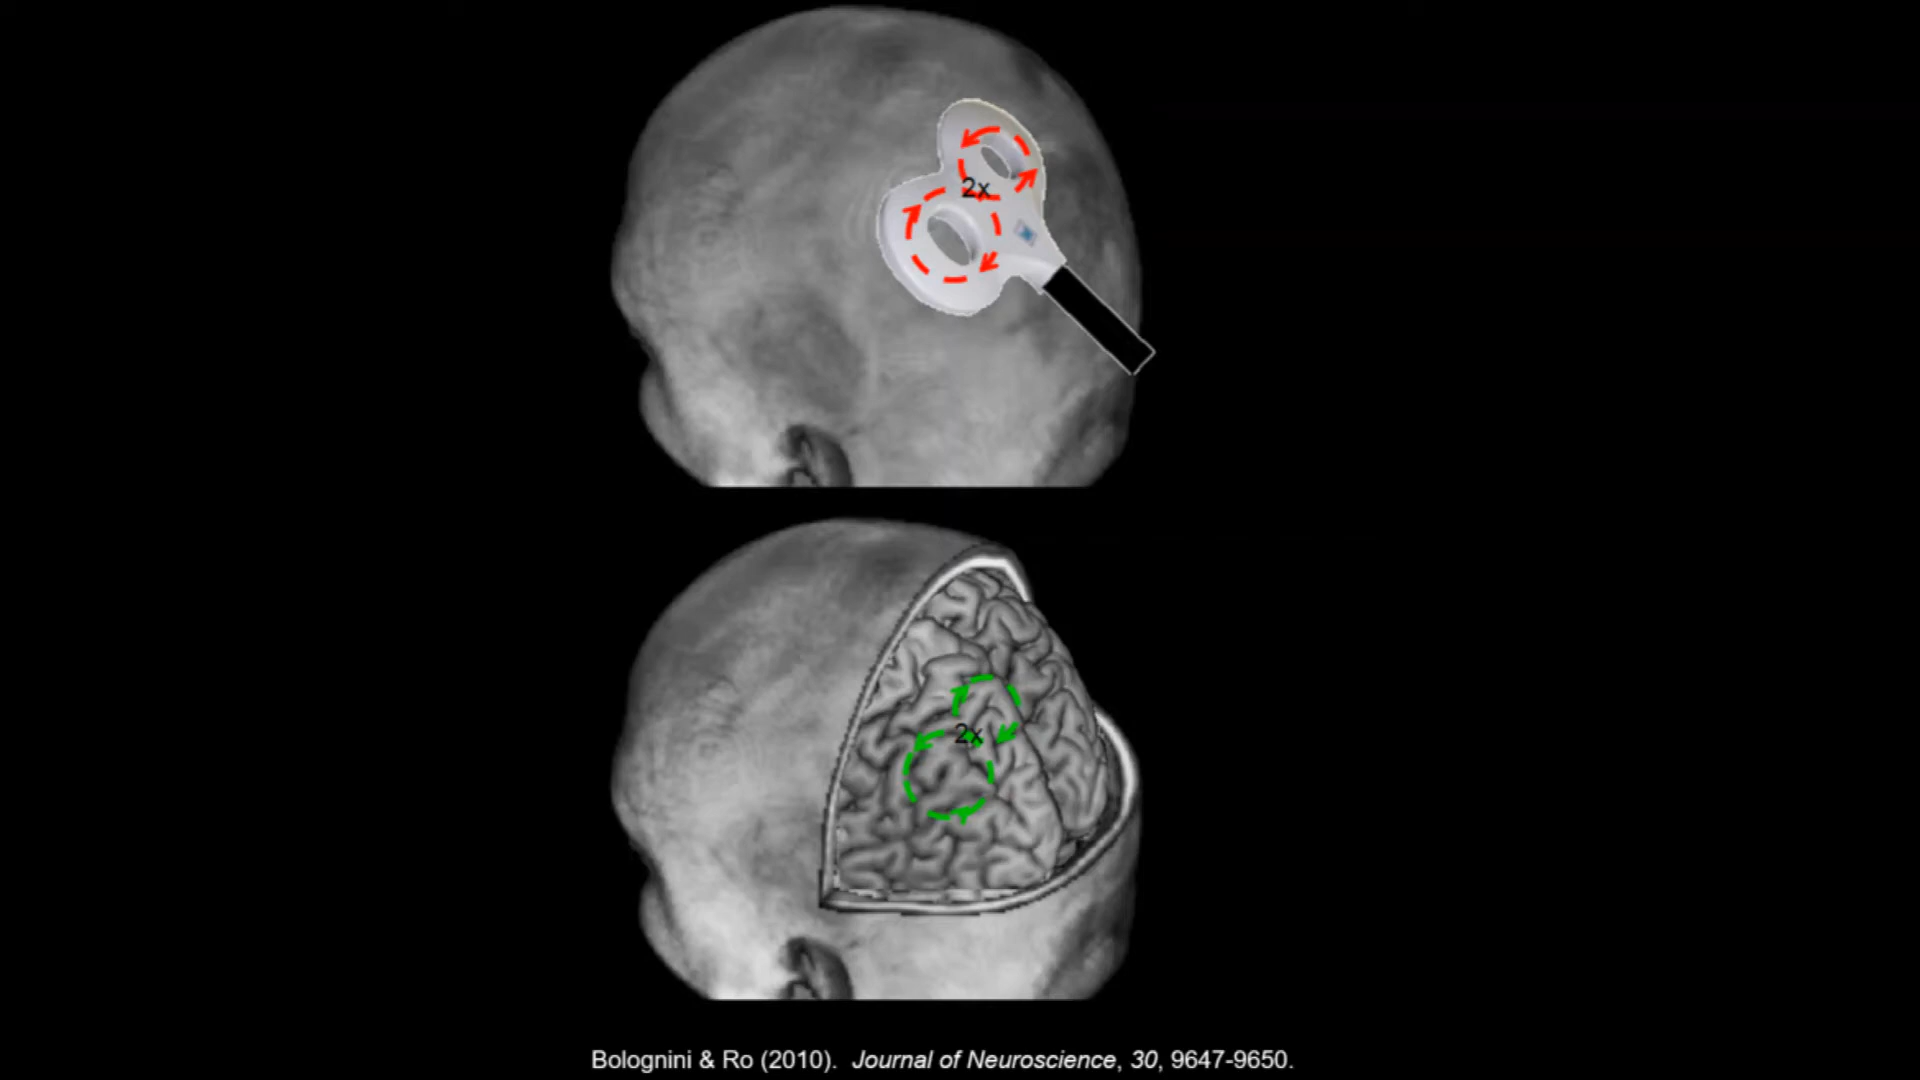 2x
2x
Bolognini & Ro (2010). Journal of Neuroscience, 30, 9647-9650.